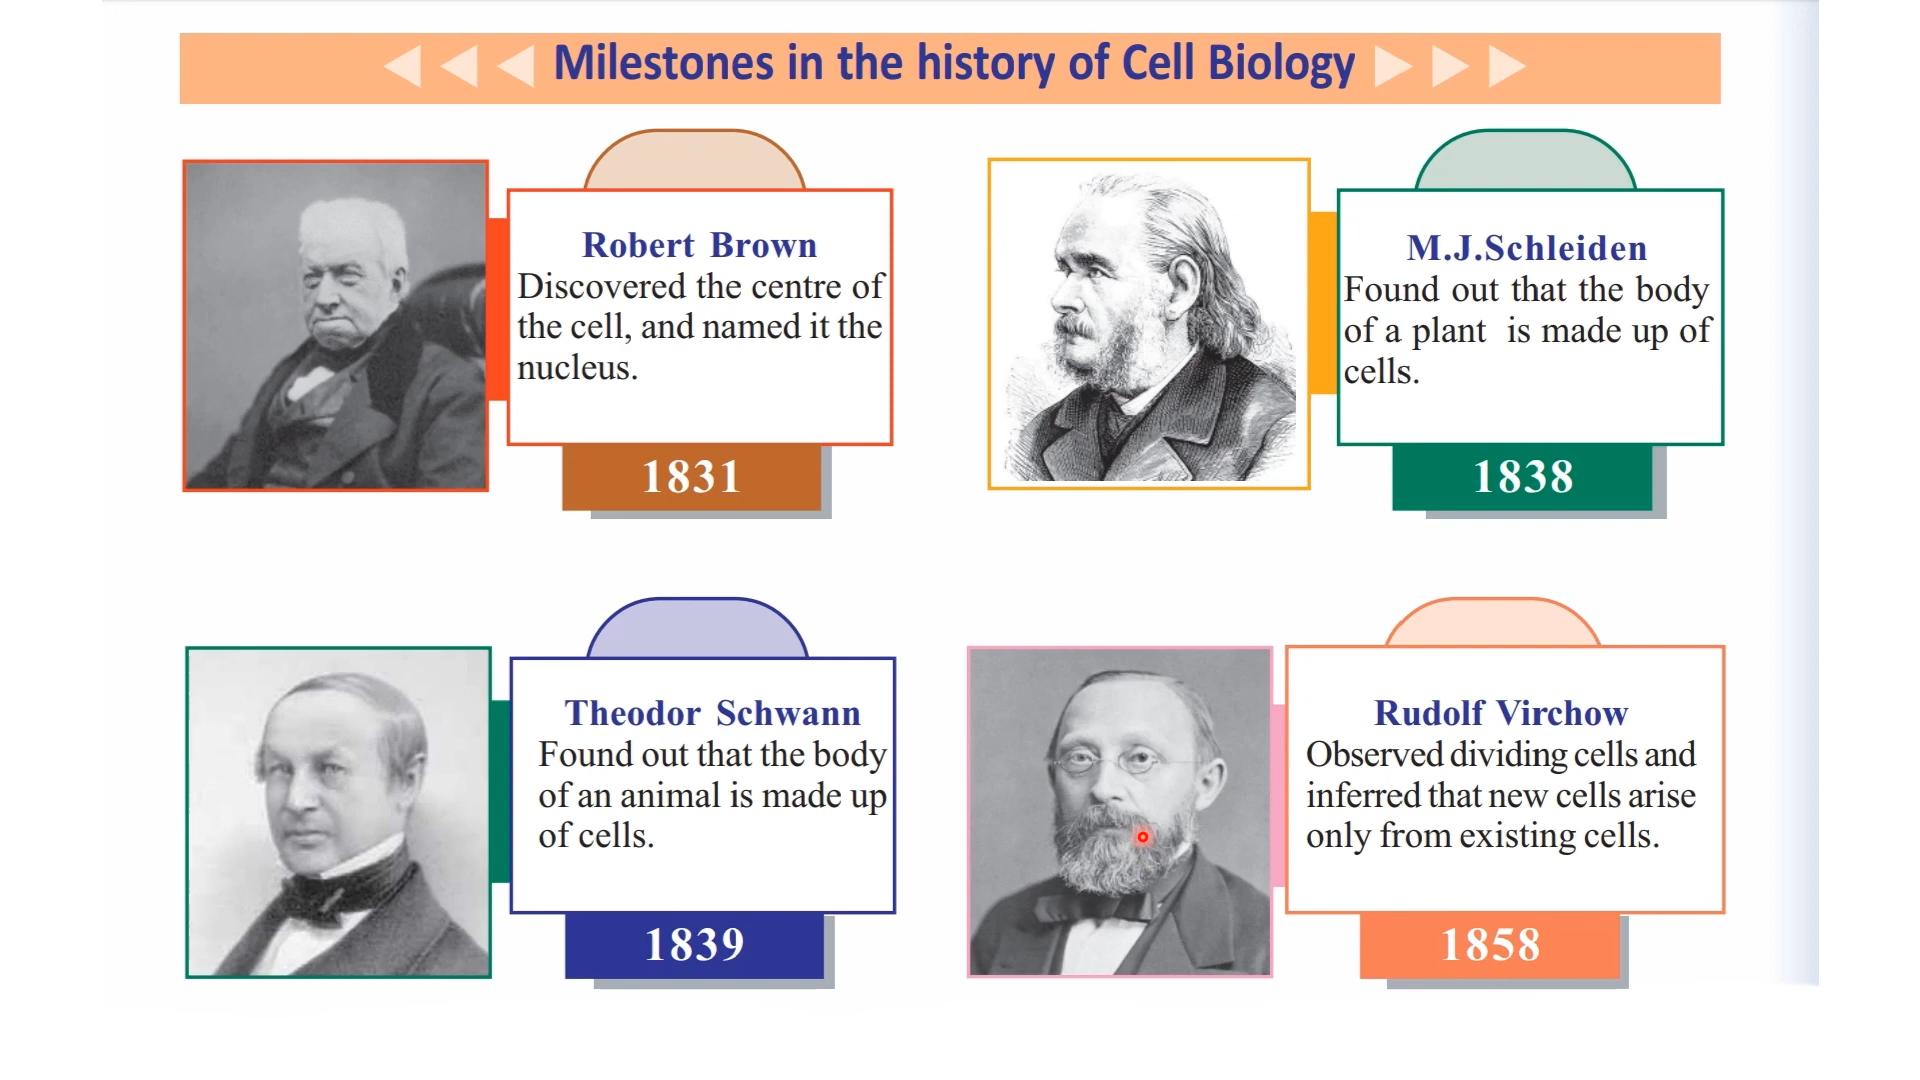 Milestones in the history of Cell Biology
Robert Brown
Discovered the centre of
the cell, and named it the
nucleus.
1831
M.J.Schleiden
Found out that the body
of a plant is made up of
cells.
1838
Theodor Schwann
Found out that the body
of an animal is made up
of cells.
1839
Rudolf Virchow
Observed dividing cells and
inferred that new cells arise
only from existing cells.
1858